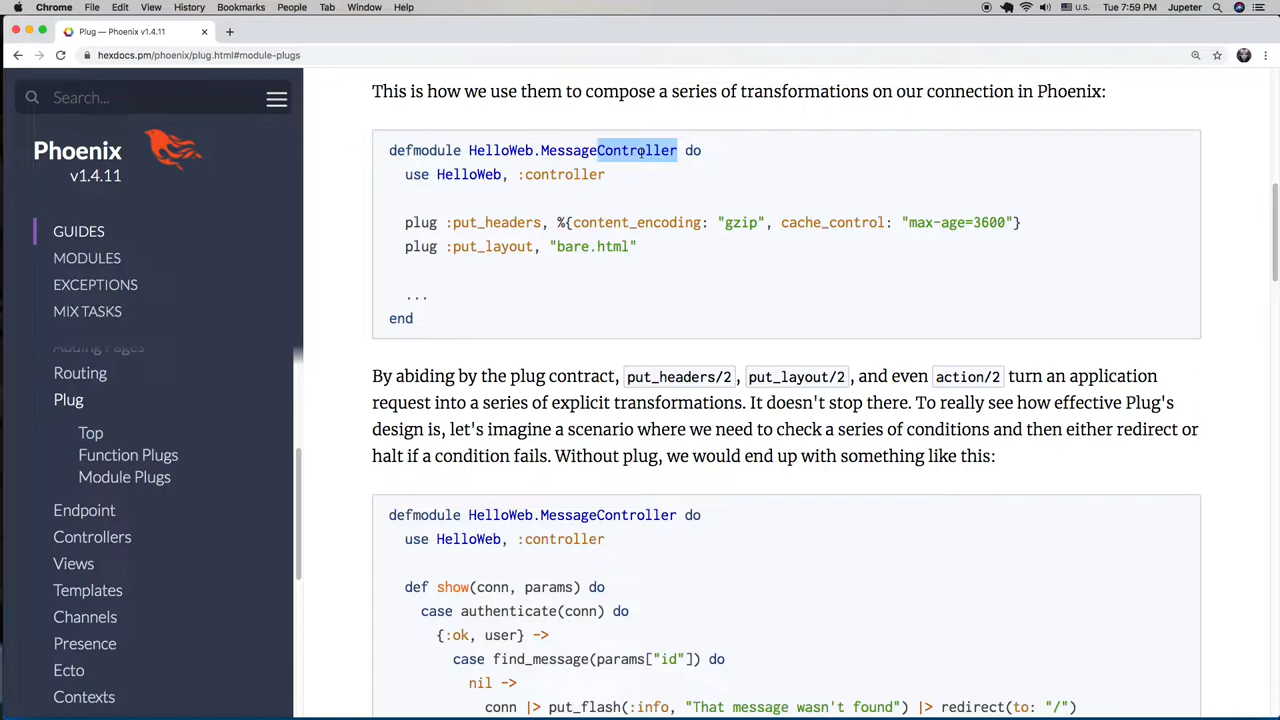 Chrome File Edit View History Bookmarks People Tab Window Help U.S. Tue 7:59 PM Jupeter
Plug — Phoenix v1.4.11
hexdocs.pm/phoenix/plug.html#module-plugs
Search...
Phoenix
v1.4.11
GUIDES
MODULES
EXCEPTIONS
MIX TASKS
Adding Pages
Routing
Plug
Top
Function Plugs
Module Plugs
Endpoint
Controllers
Views
Templates
Channels
Presence
Ecto
Contexts
This is how we use them to compose a series of transformations on our connection in Phoenix:
defmodule HelloWeb.MessageController do
use HelloWeb, :controller
plug :put_headers, %{content_encoding: "gzip", cache_control: "max-age=3600"}
plug :put_layout, "bare.html"
...
end
By abiding by the plug contract, put_headers/2, put_layout/2, and even action/2 turn an application
request into a series of explicit transformations. It doesn't stop there. To really see how effective Plug's
design is, let's imagine a scenario where we need to check a series of conditions and then either redirect or
halt if a condition fails. Without plug, we would end up with something like this:
defmodule HelloWeb.MessageController do
use HelloWeb, :controller
def show(conn, params) do
case authenticate(conn) do
{:ok, user} ->
case find_message(params["id"]) do
nil ->
conn |> put_flash(:info, "That message wasn't found") |> redirect(to: "/")